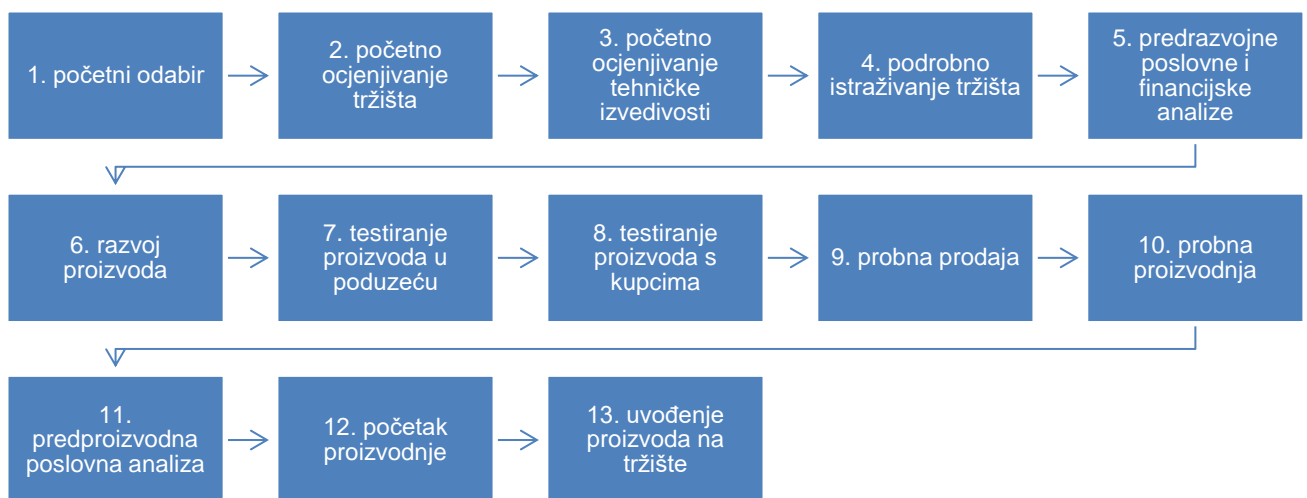 1. početni odabir
2. početno
ocjenjivanje
tržišta
3. početno
ocjenjivanje
tehničke
izvedivosti
4. podrobno
istraživanje tržišta
5. predrazvojne
poslovne i
financijske
analize
6. razvoj
proizvoda
7. testiranje
proizvoda u
poduzeću
8. testiranje
proizvoda s
kupcima
9. probna prodaja
10. probna
proizvodnja
11.
predproizvodna
poslovna analiza
12. početak
proizvodnje
13. uvođenje
proizvoda na
tržište